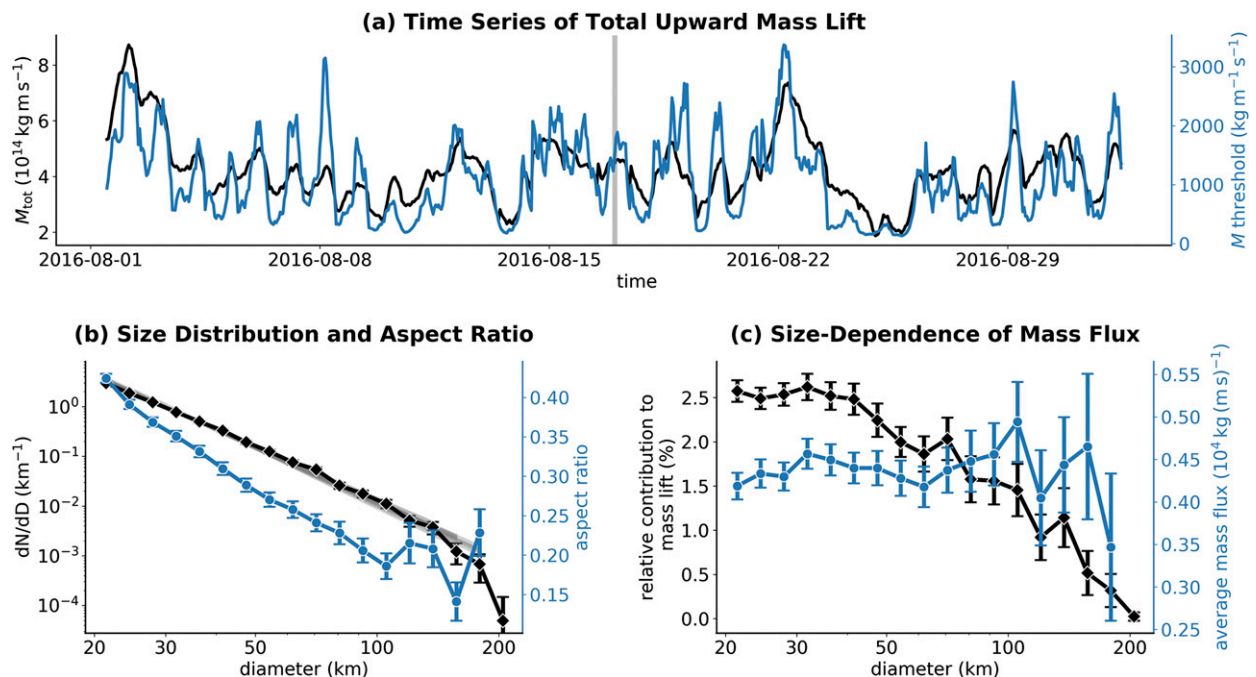 (a) Time Series of Total Upward Mass Lift
M_tot (10^14 kg m s^−1)
8
6
4
2
3000
2000
1000
0
M threshold (kg m^−1 s^−1)
2016-08-01 2016-08-08 2016-08-15 2016-08-22 2016-08-29
time
(b) Size Distribution and Aspect Ratio
dN/dD (km^−1)
10^0
10^−1
10^−2
10^−3
10^−4
0.40
0.35
0.30
0.25
0.20
0.15
aspect ratio
20 50 100 200
diameter (km)
(c) Size-Dependence of Mass Flux
relative contribution to
mass lift (%)
2.5
2.0
1.5
1.0
0.5
0.0
0.55
0.50
0.45
0.40
0.35
0.30
0.25
average mass flux (10^4 kg (m s)^−1)
20 50 100 200
diameter (km)